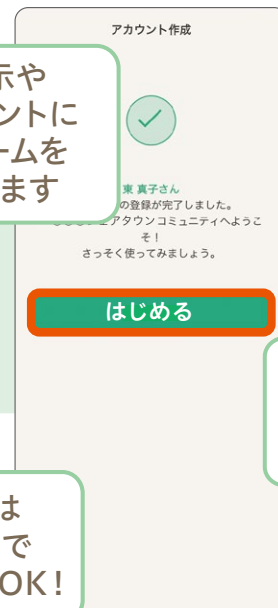 アカウント作成
示や
ントに
ームを
ます
東 真子さん
の登録が完了しました。
アタウンコミュニティへようこ
そ！
さっそく使ってみましょう。
はじめる
は
で
OK！